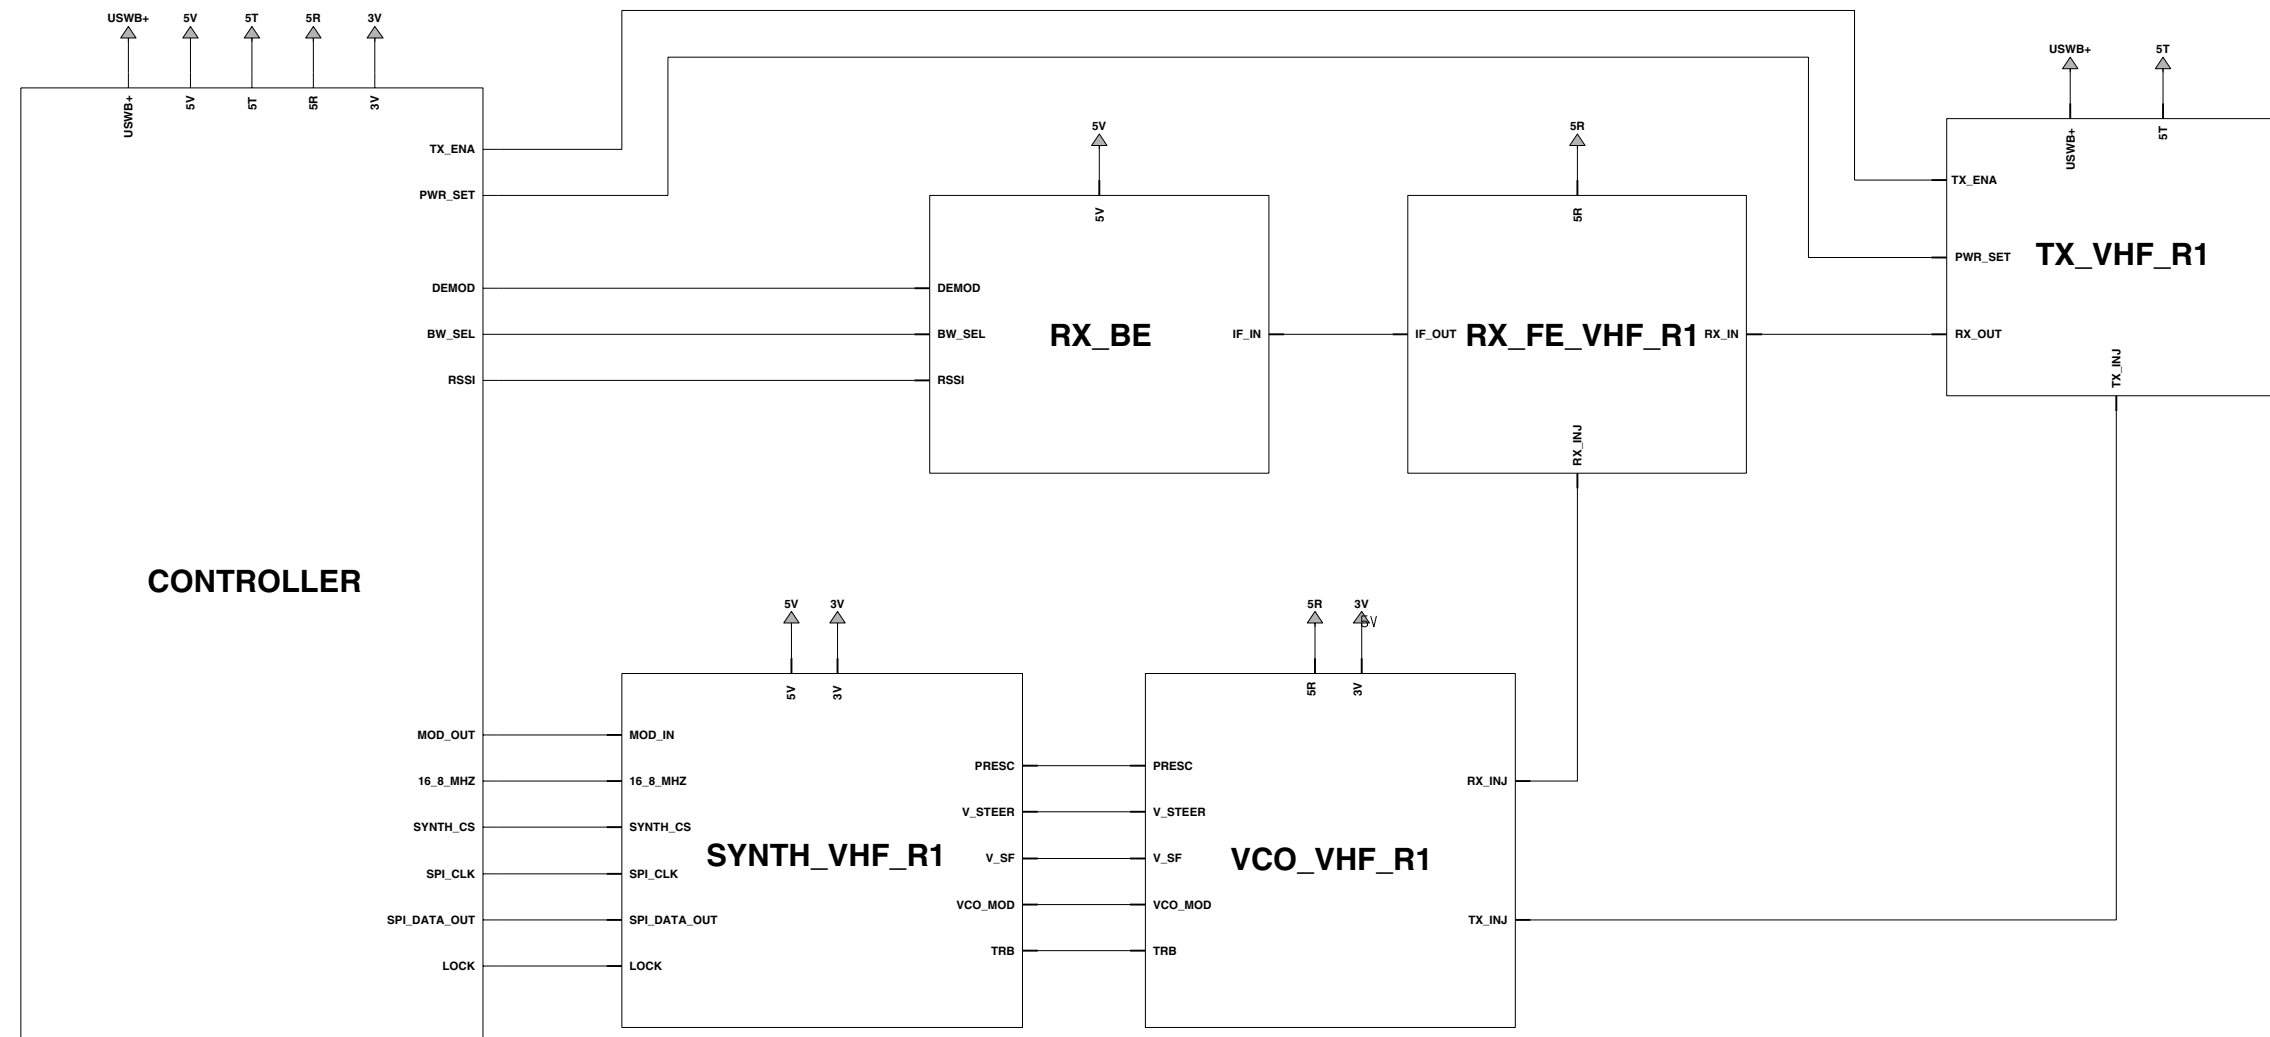 USWB+ 5V 5T 5R 3V
USWB+ 5V 5T 5R 3V
TX_ENA
PWR_SET
DEMOD
BW_SEL
RSSI
CONTROLLER
MOD_OUT
16_8_MHZ
SYNTH_CS
SPI_CLK
SPI_DATA_OUT
LOCK
5V
5V
DEMOD
BW_SEL
RSSI
RX_BE
IF_IN
5R
5R
IF_OUT
RX_FE_VHF_R1
RX_IN
RX_INJ
USWB+ 5T
USWB+ 5T
TX_ENA
PWR_SET
TX_VHF_R1
RX_OUT
TX_INJ
5V 3V
5V 3V
MOD_IN
16_8_MHZ
SYNTH_CS
SPI_CLK
SPI_DATA_OUT
LOCK
SYNTH_VHF_R1
PRESC
V_STEER
V_SF
VCO_MOD
TRB
5R 3V
5V
5R 3V
PRESC
V_STEER
V_SF
VCO_MOD
TRB
VCO_VHF_R1
RX_INJ
TX_INJ